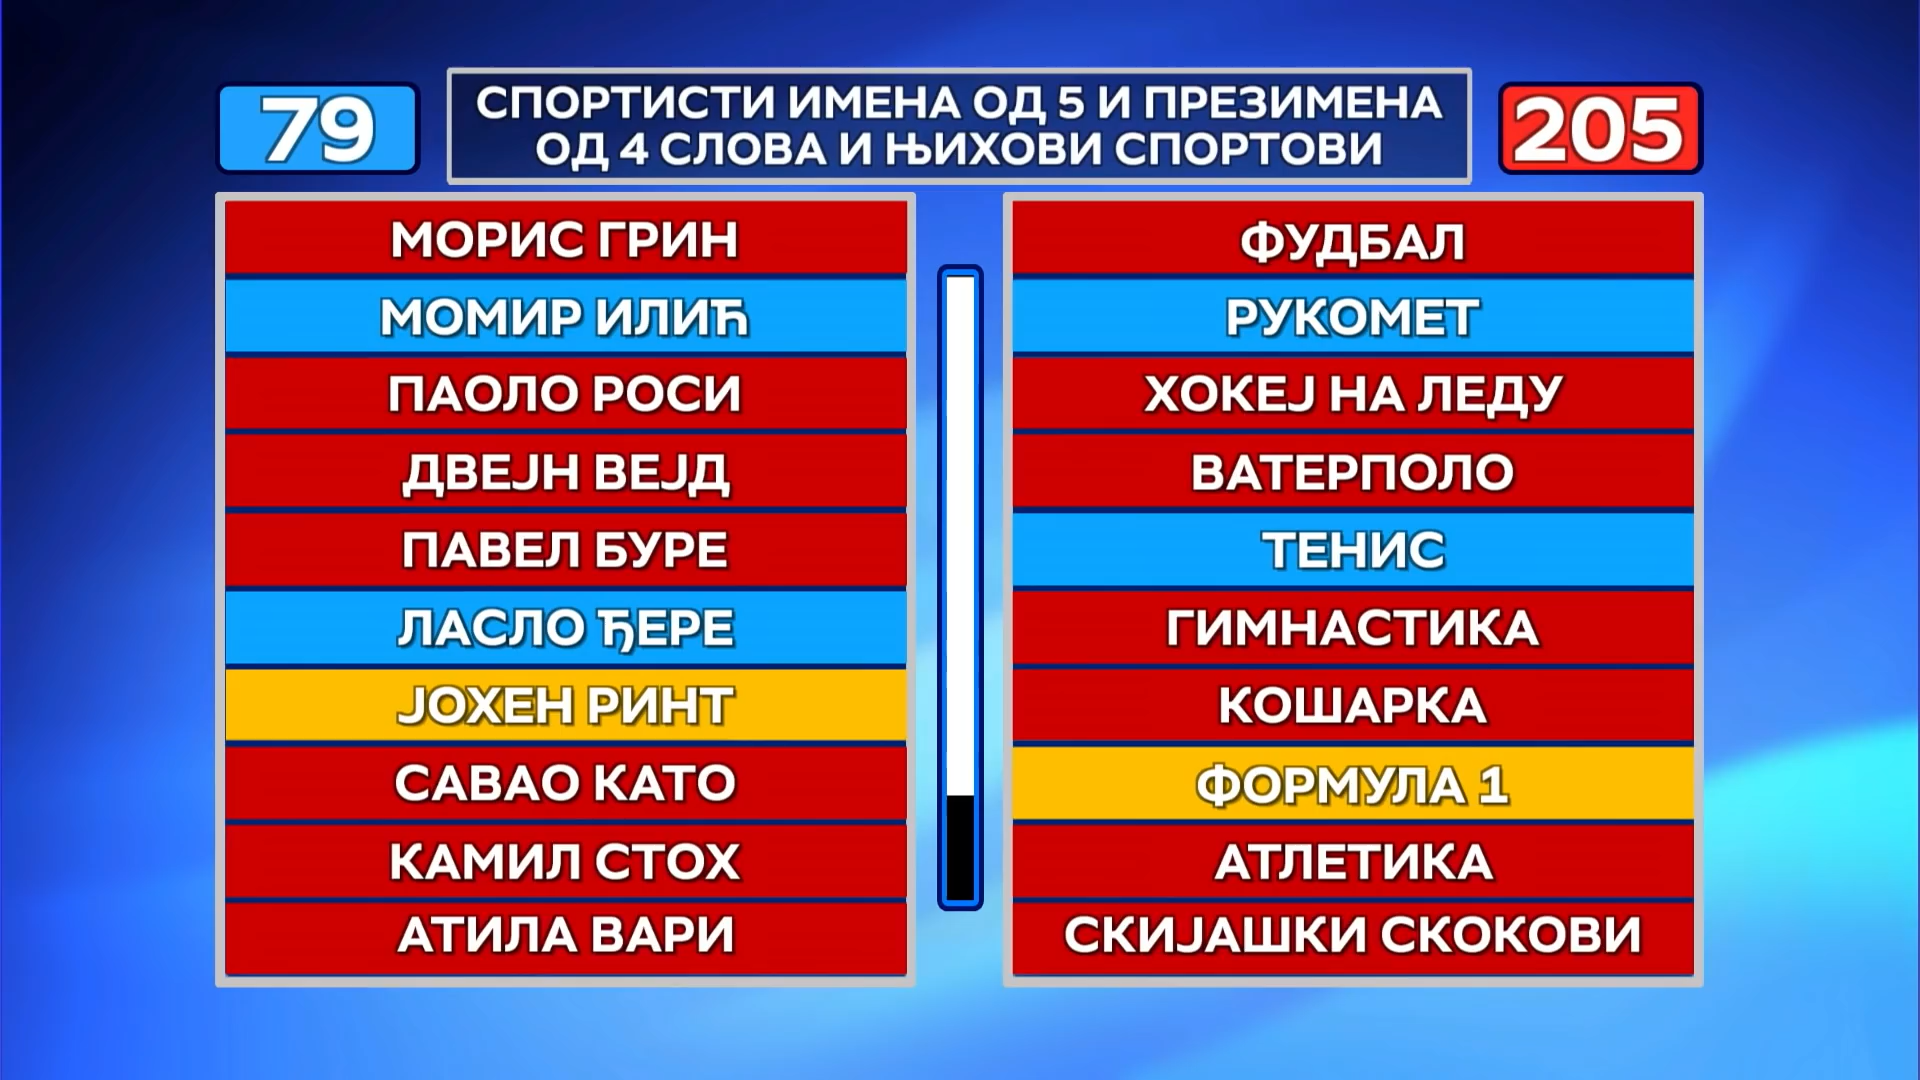 79
СПОРТИСТИ ИМЕНА ОД 5 И ПРЕЗИМЕНА
ОД 4 СЛОВА И ЊИХОВИ СПОРТОВИ
205
МОРИС ГРИН
ФУДБАЛ
МОМИР ИЛИЋ
РУКОМЕТ
ПАОЛО РОСИ
ХОКЕЈ НА ЛЕДУ
ДВЕЈН ВЕЈД
ВАТЕРПОЛО
ПАВЕЛ БУРЕ
ТЕНИС
ЛАСЛО ЂЕРЕ
ГИМНАСТИКА
ЈОХЕН РИНТ
КОШАРКА
САВАО КАТО
ФОРМУЛА 1
КАМИЛ СТОХ
АТЛЕТИКА
АТИЛА ВАРИ
СКИЈАШКИ СКОКОВИ